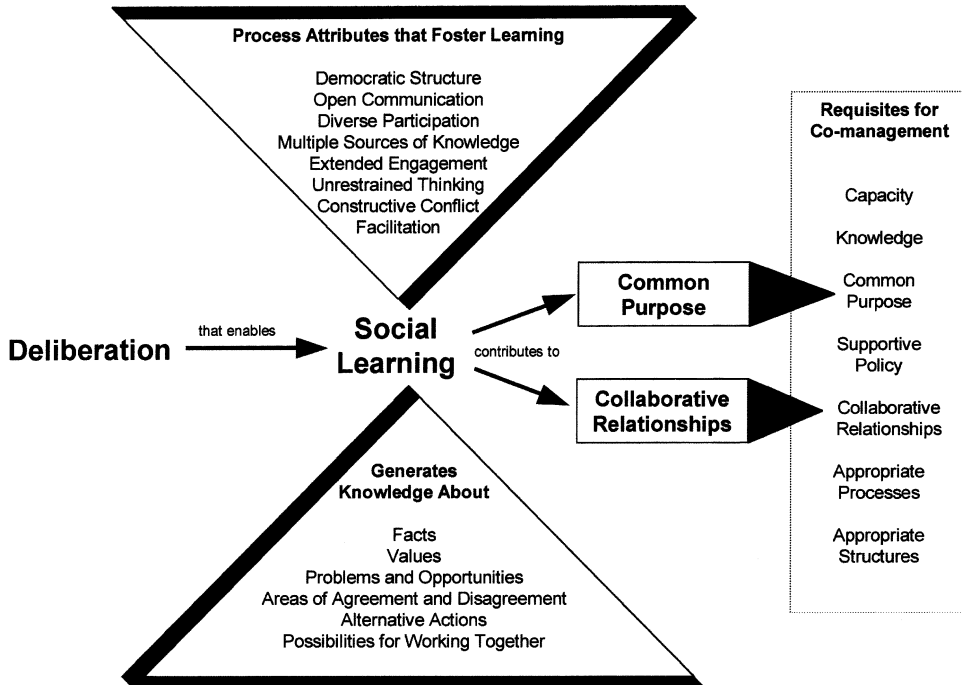 Process Attributes that Foster Learning
Democratic Structure
Open Communication
Diverse Participation
Multiple Sources of Knowledge
Extended Engagement
Unrestrained Thinking
Constructive Conflict
Facilitation
Deliberation
that enables
Social
Learning
contributes to
Common
Purpose
Collaborative
Relationships
Generates
Knowledge About
Facts
Values
Problems and Opportunities
Areas of Agreement and Disagreement
Alternative Actions
Possibilities for Working Together
Requisites for
Co-management
Capacity
Knowledge
Common
Purpose
Supportive
Policy
Collaborative
Relationships
Appropriate
Processes
Appropriate
Structures